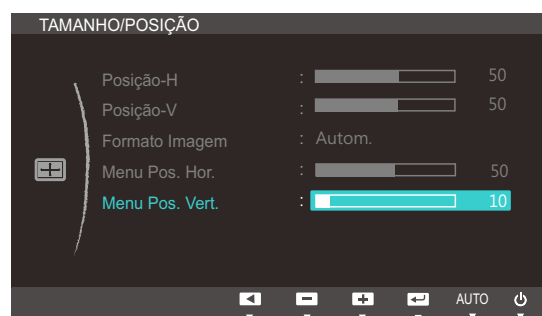 TAMANHO/POSIÇÃO
Posição-H : 50
Posição-V : 50
Formato Imagem : Autom.
Menu Pos. Hor. : 50
Menu Pos. Vert. : 10
AUTO